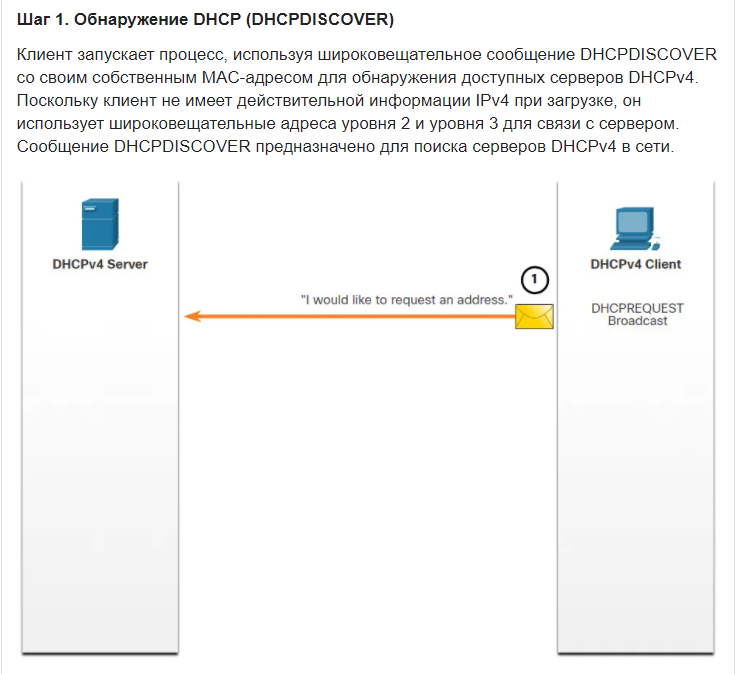 Шаг 1. Обнаружение DHCP (DHCPDISCOVER)
Клиент запускает процесс, используя широковещательное сообщение DHCPDISCOVER
со своим собственным MAC-адресом для обнаружения доступных серверов DHCPv4.
Поскольку клиент не имеет действительной информации IPv4 при загрузке, он
использует широковещательные адреса уровня 2 и уровня 3 для связи с сервером.
Сообщение DHCPDISCOVER предназначено для поиска серверов DHCPv4 в сети.
DHCPv4 Server
DHCPv4 Client
1
"I would like to request an address."
DHCPREQUEST
Broadcast